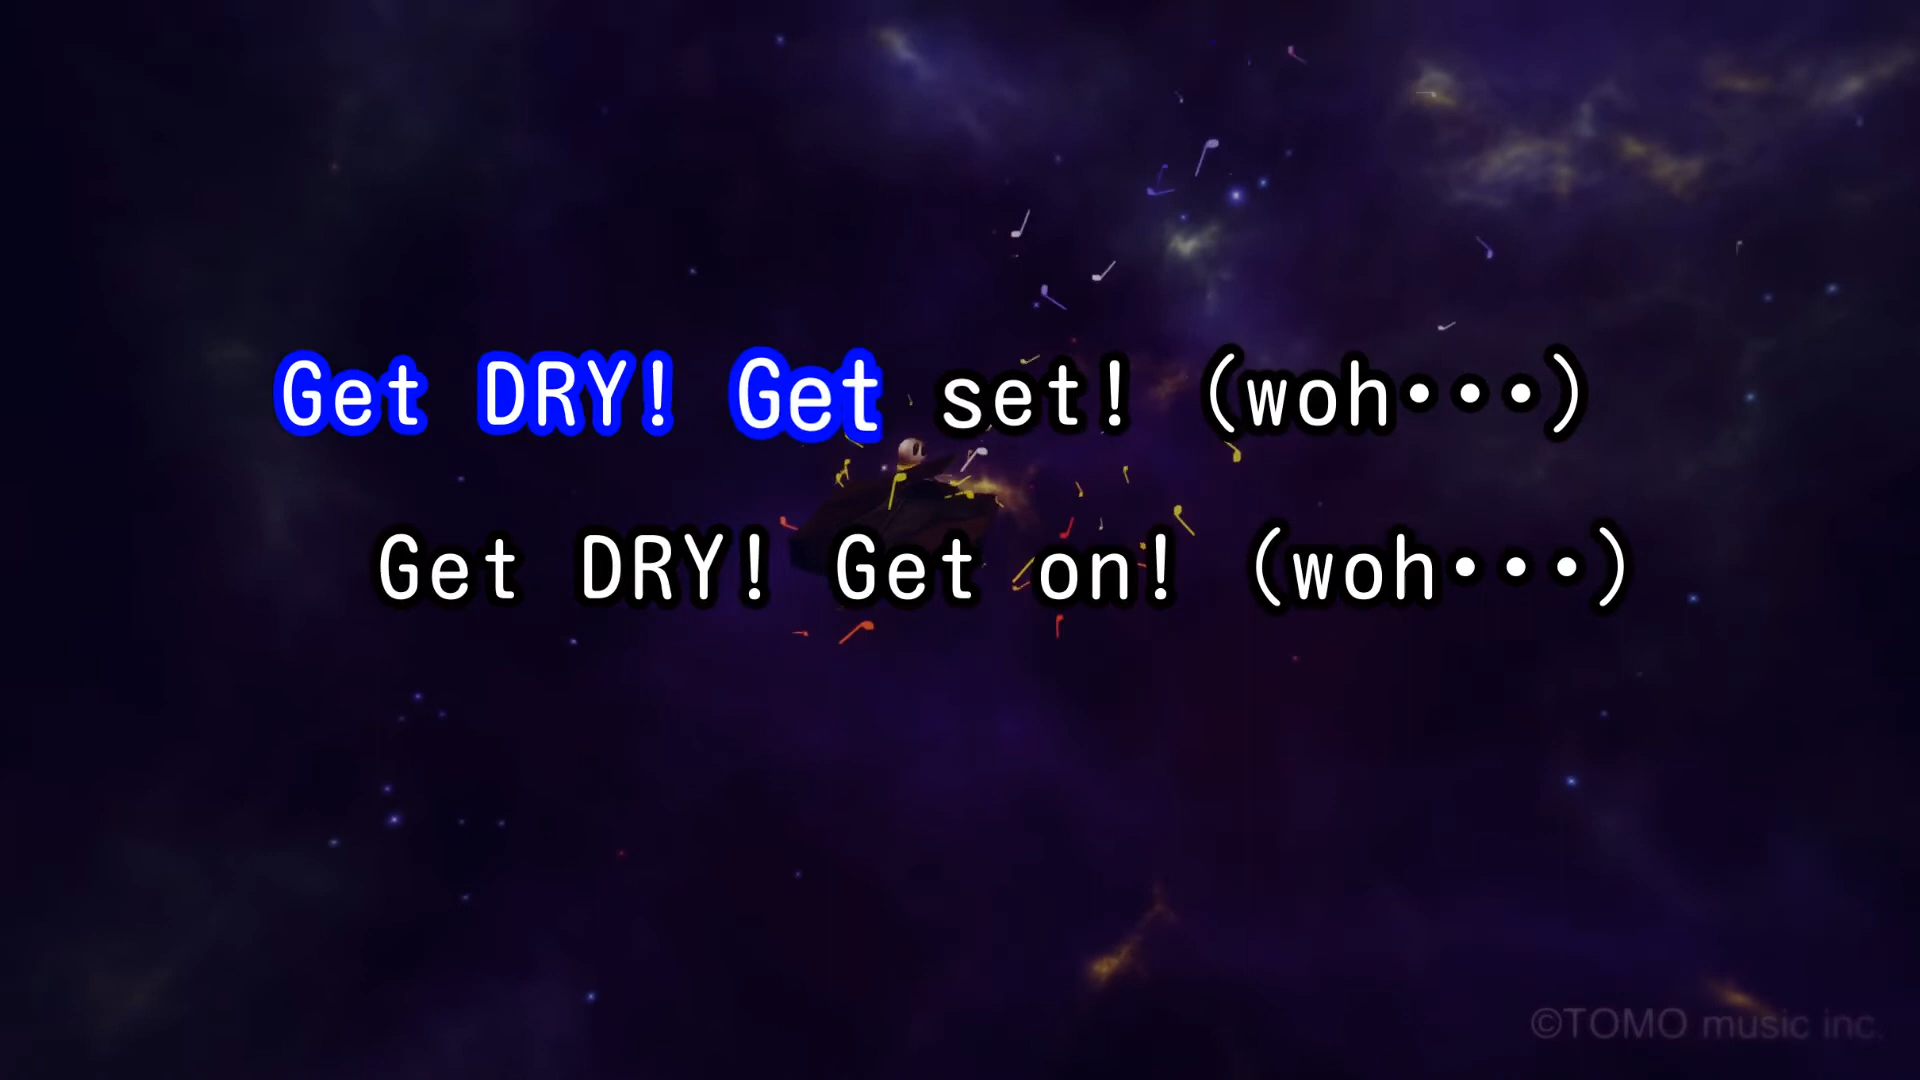 Get DRY! Get set! (woh・・・)
Get DRY! Get on! (woh・・・)
©TOMO music inc.